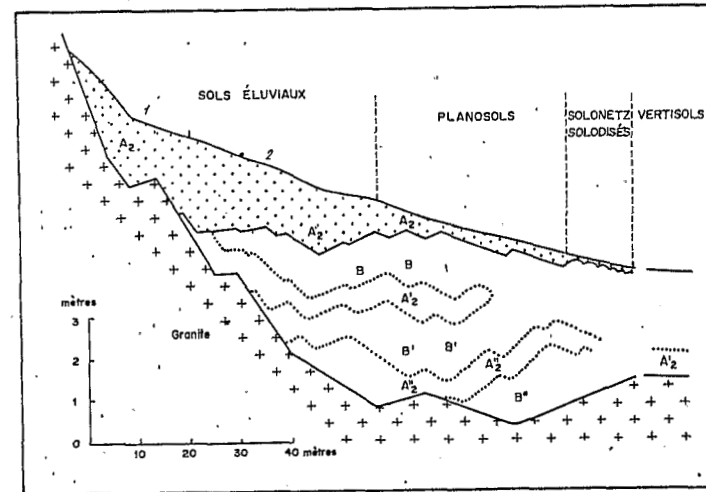 SOLS ÉLUVIAUX
PLANOSOLS
SOLONETZ SOLODISÉS
VERTISOLS
1
2
A2
A'2
A2
B B
A'2
B' B'
A"2
A"2
B"
A'2
Granite
mètres
3
2
1
0
10 20 30 40 mètres